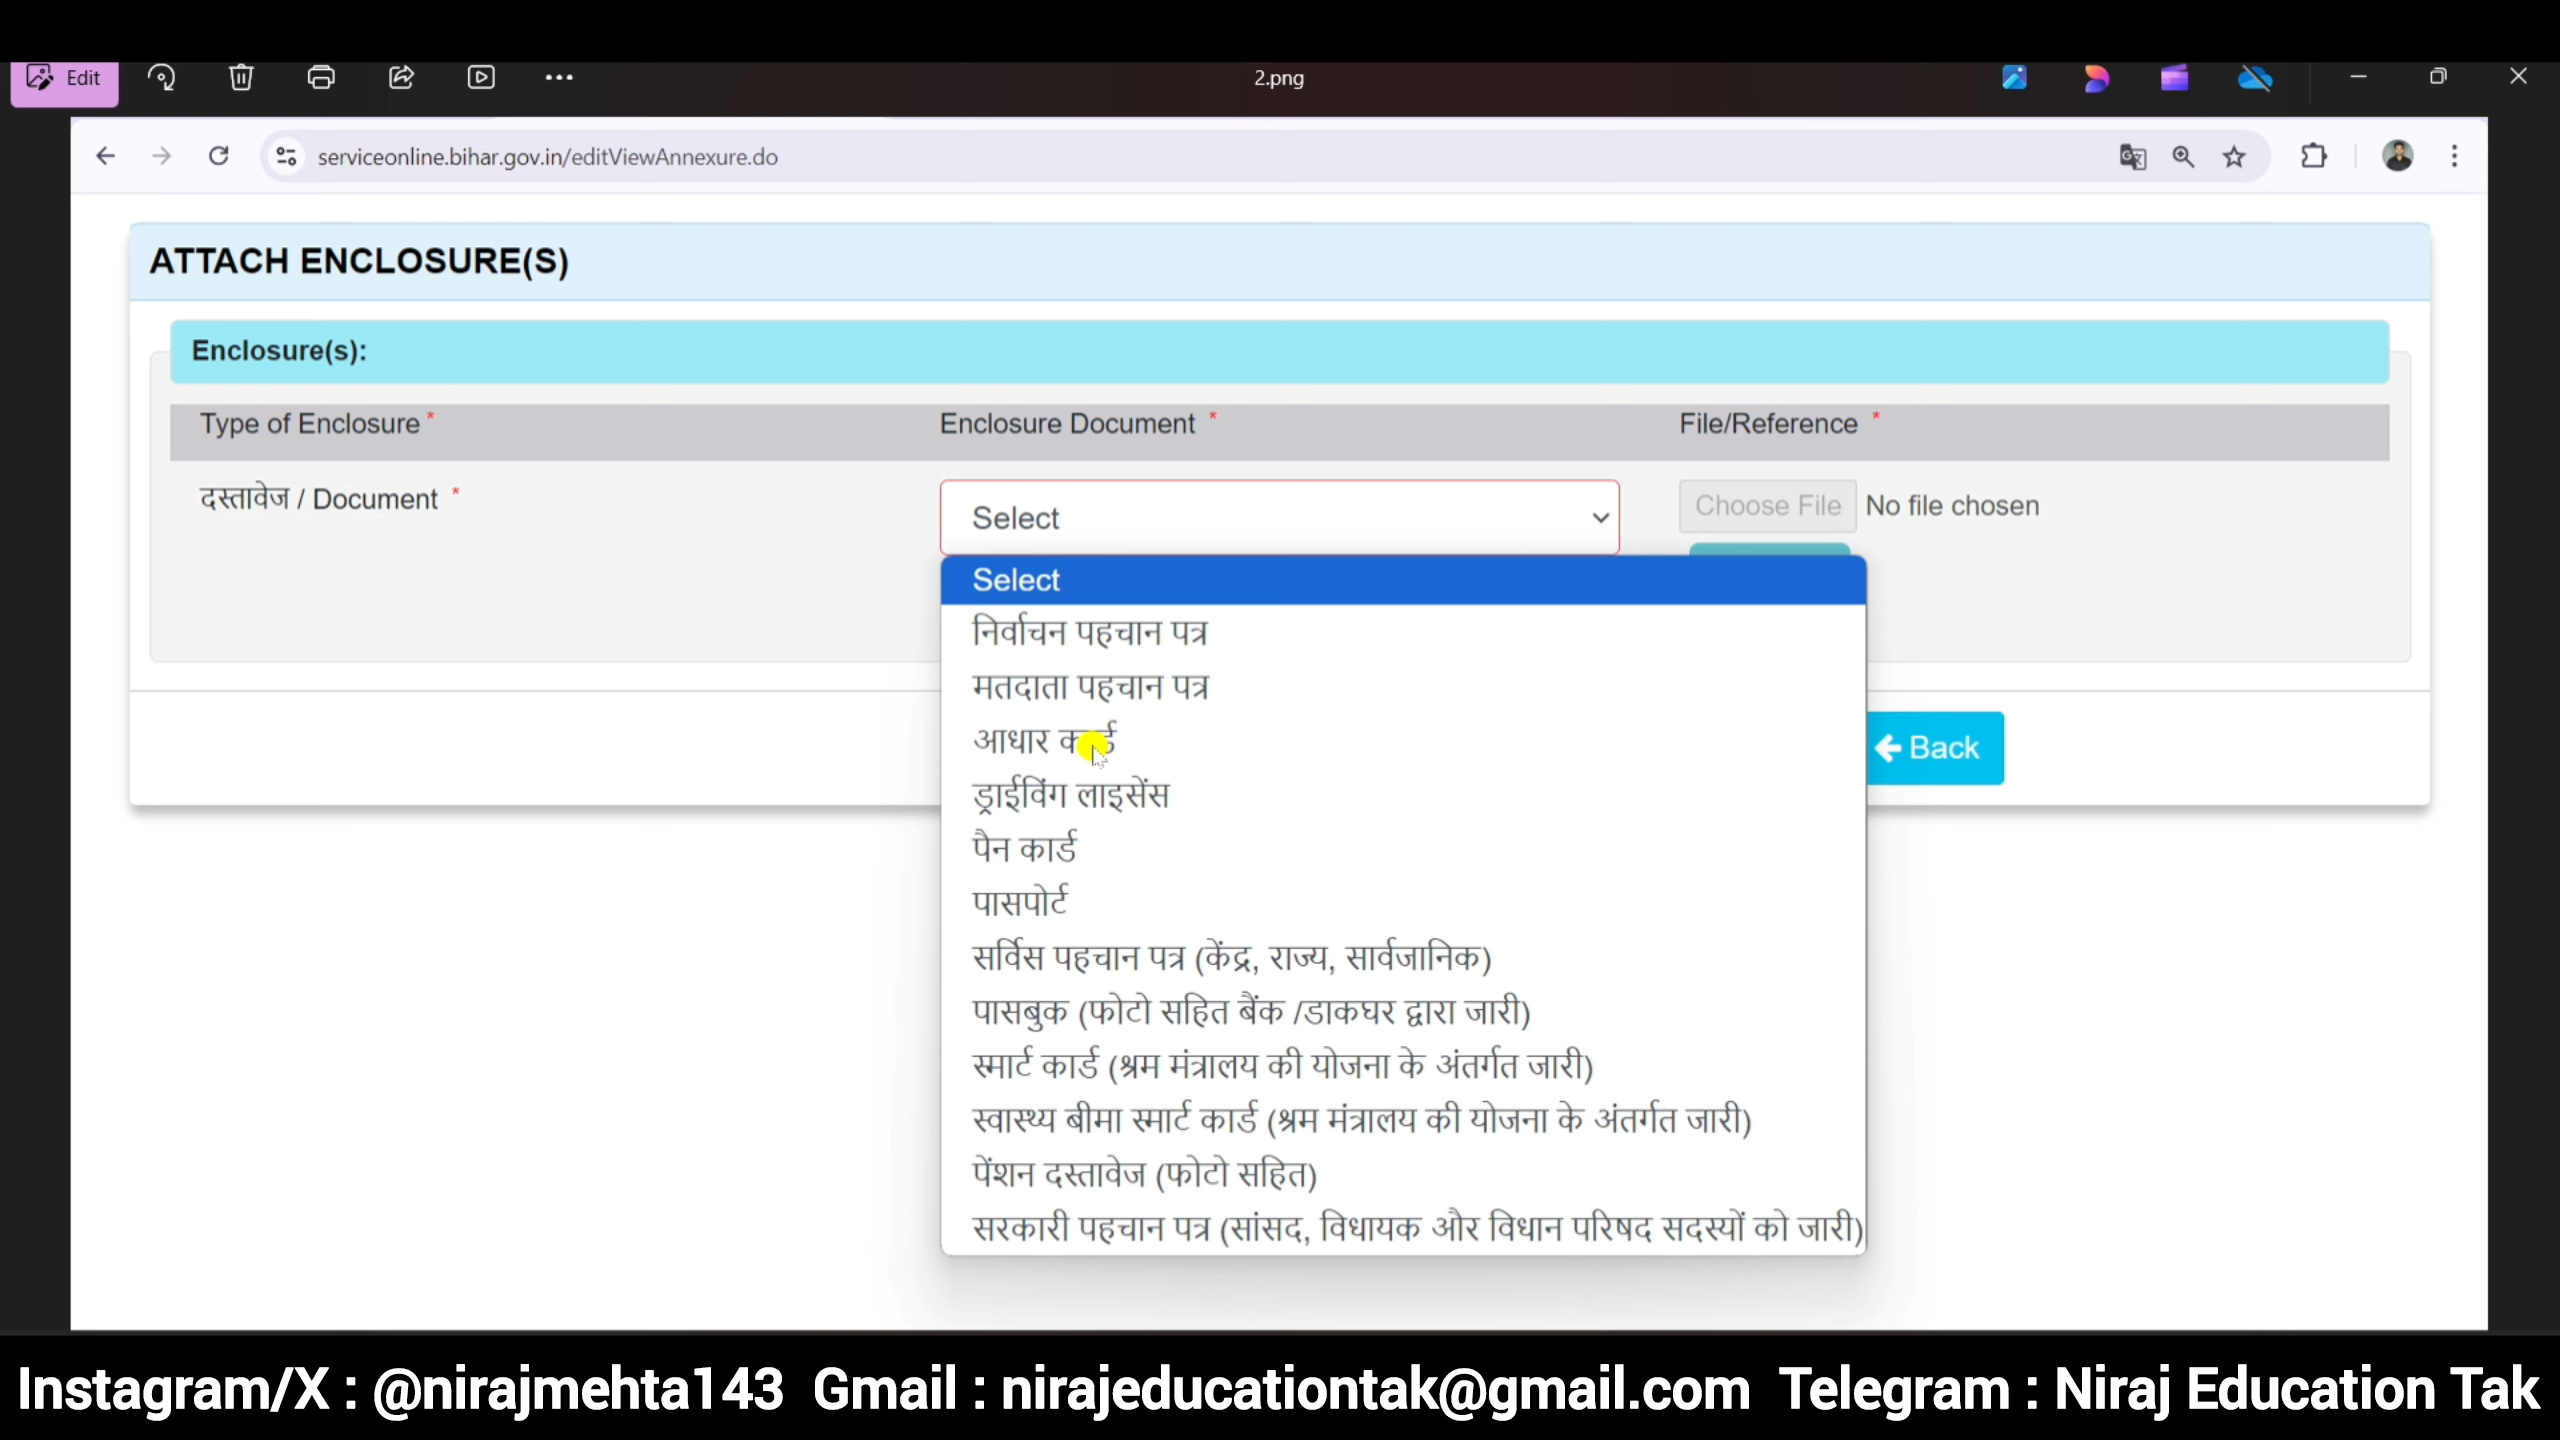 Edit
2.png
serviceonline.bihar.gov.in/editViewAnnexure.do
ATTACH ENCLOSURE(S)
Enclosure(s):
Type of Enclosure * Enclosure Document * File/Reference *
दस्तावेज / Document * Select Choose File No file chosen
Select
निर्वाचन पहचान पत्र
मतदाता पहचान पत्र
आधार कार्ड
Back
ड्राईविंग लाइसेंस
पैन कार्ड
पासपोर्ट
सर्विस पहचान पत्र (केंद्र, राज्य, सार्वजानिक)
पासबुक (फोटो सहित बैंक /डाकघर द्वारा जारी)
स्मार्ट कार्ड (श्रम मंत्रालय की योजना के अंतर्गत जारी)
स्वास्थ्य बीमा स्मार्ट कार्ड (श्रम मंत्रालय की योजना के अंतर्गत जारी)
पेंशन दस्तावेज (फोटो सहित)
सरकारी पहचान पत्र (सांसद, विधायक और विधान परिषद सदस्यों को जारी)
Instagram/X : @nirajmehta143 Gmail : nirajeducationtak@gmail.com Telegram : Niraj Education Tak